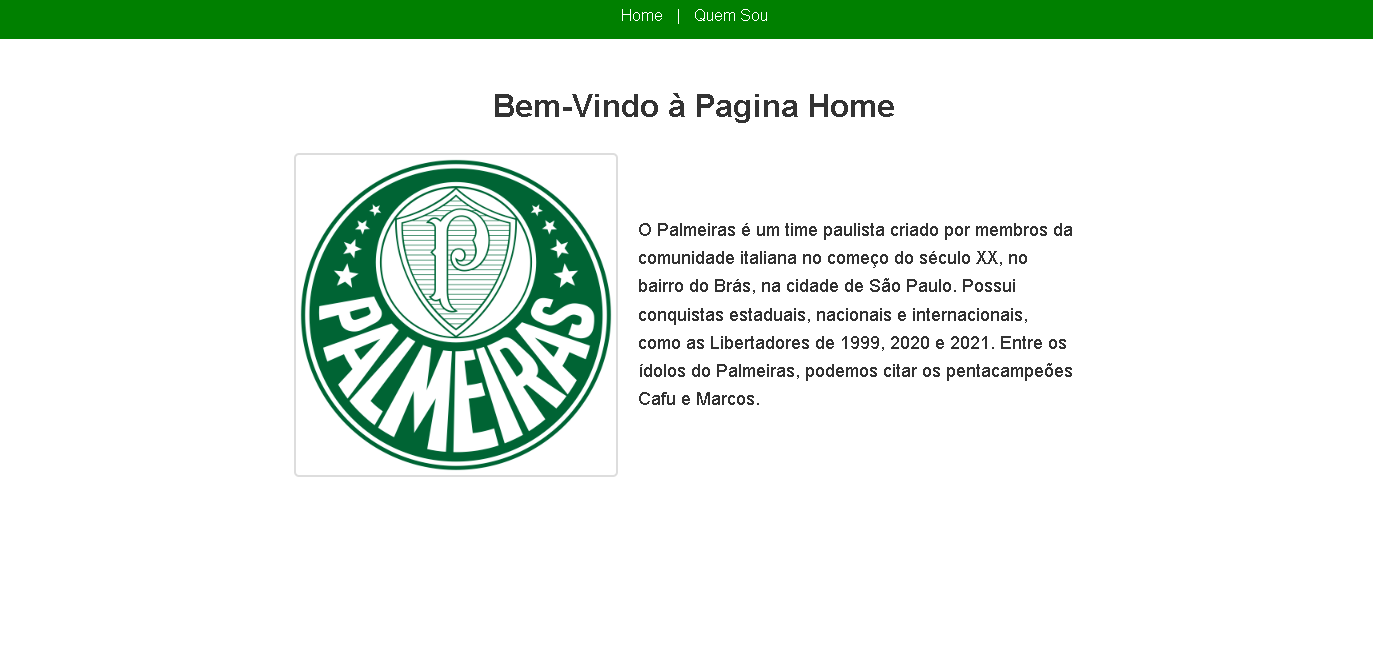 Home | Quem Sou
Bem-Vindo à Pagina Home
P
PALMEIRAS
O Palmeiras é um time paulista criado por membros da
comunidade italiana no começo do século XX, no
bairro do Brás, na cidade de São Paulo. Possui
conquistas estaduais, nacionais e internacionais,
como as Libertadores de 1999, 2020 e 2021. Entre os
ídolos do Palmeiras, podemos citar os pentacampeões
Cafu e Marcos.